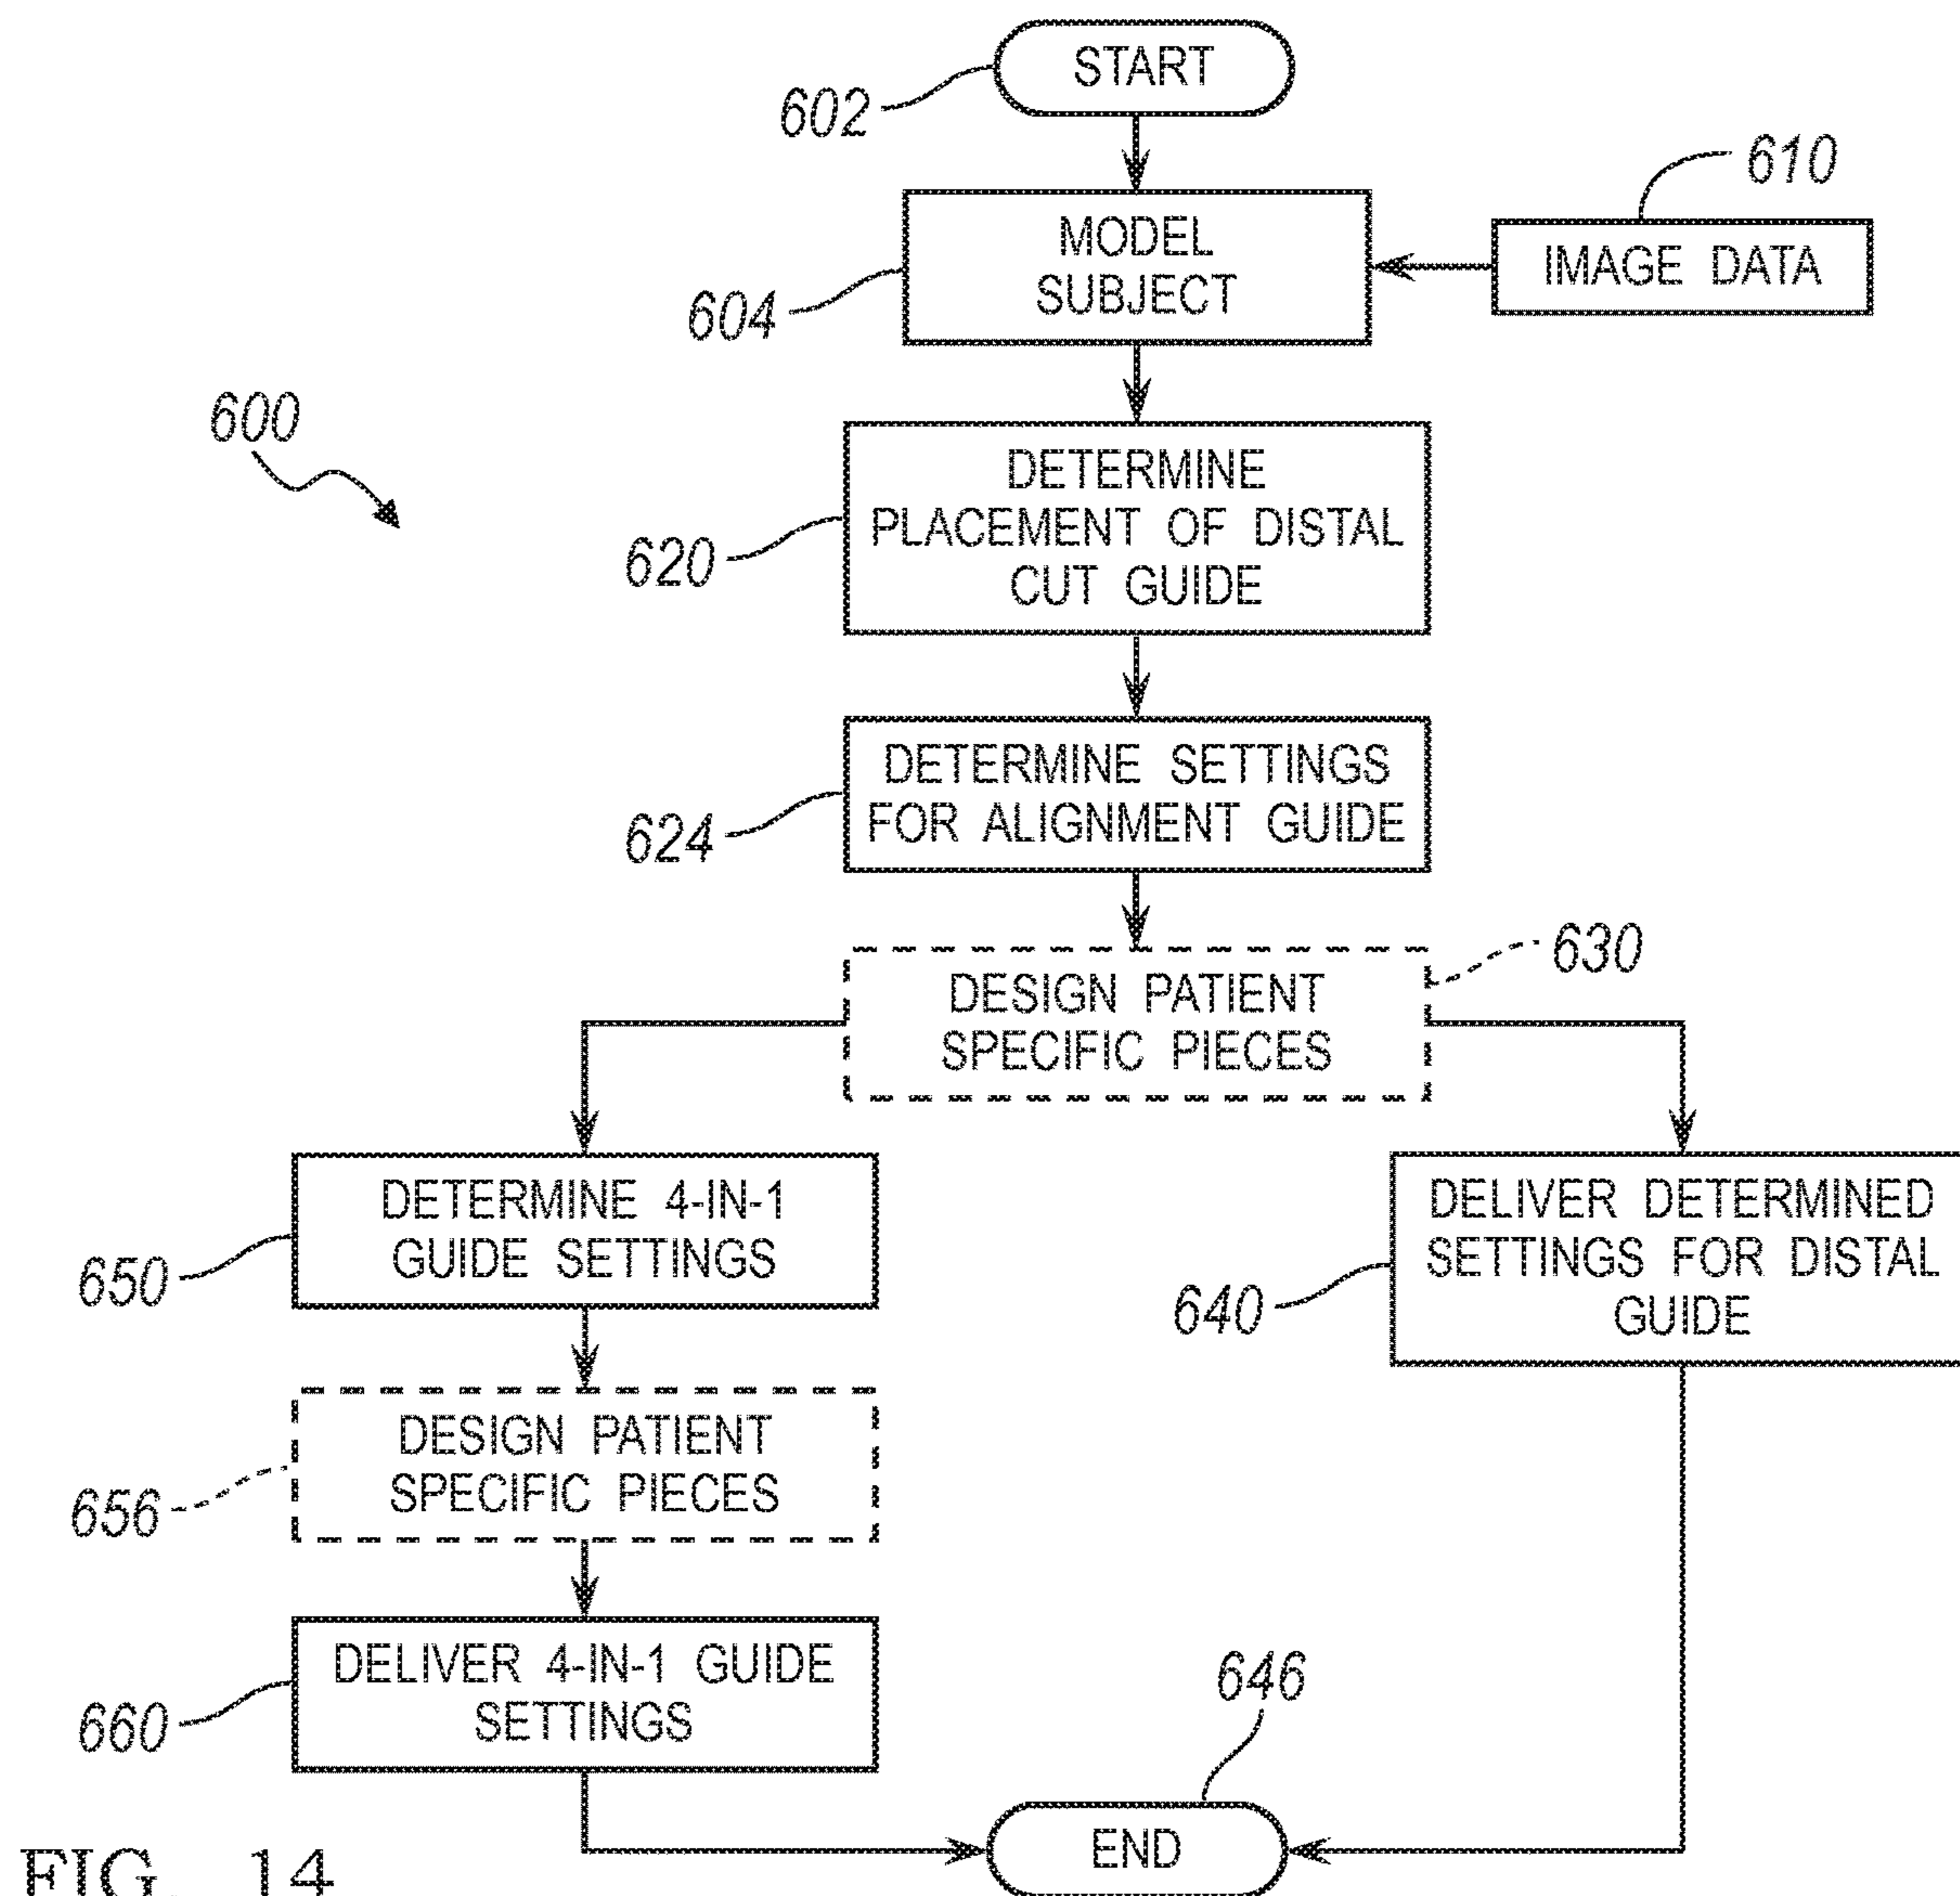 START
602
610
MODEL
SUBJECT
IMAGE DATA
604
600
DETERMINE
PLACEMENT OF DISTAL
CUT GUIDE
620
DETERMINE SETTINGS
FOR ALIGNMENT GUIDE
624
630
DESIGN PATIENT
SPECIFIC PIECES
DETERMINE 4-IN-1
GUIDE SETTINGS
650
DELIVER DETERMINED
SETTINGS FOR DISTAL
GUIDE
640
DESIGN PATIENT
SPECIFIC PIECES
656
DELIVER 4-IN-1 GUIDE
SETTINGS
660
646
END
FIG. 14